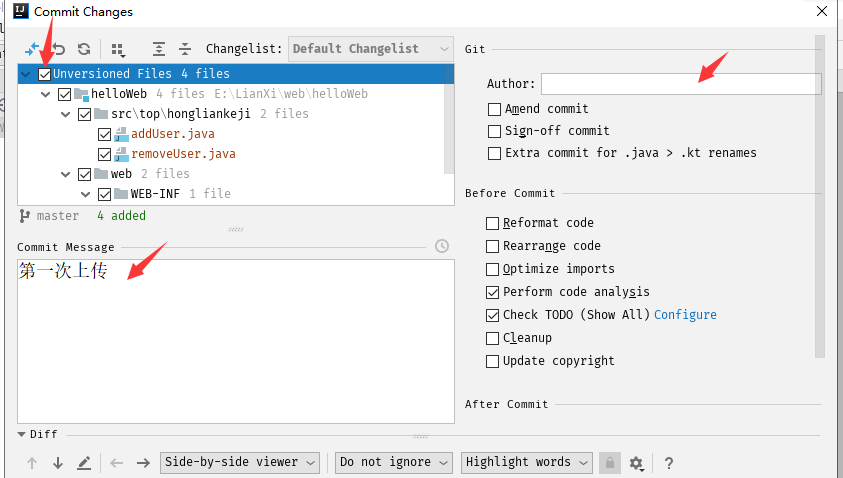 Commit Changes
Changelist: Default Changelist
Unversioned Files 4 files
helloWeb 4 files E:\LianXi\web\helloWeb
src\top\hongliankeji 2 files
addUser.java
removeUser.java
web 2 files
WEB-INF 1 file
master 4 added
Commit Message
第一次上传
Git
Author:
Amend commit
Sign-off commit
Extra commit for .java > .kt renames
Before Commit
Reformat code
Rearrange code
Optimize imports
Perform code analysis
Check TODO (Show All) Configure
Cleanup
Update copyright
After Commit
Diff
Side-by-side viewer Do not ignore Highlight words ?